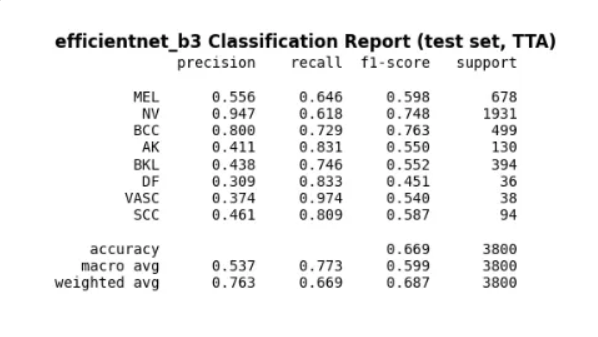 efficientnet_b3 Classification Report (test set, TTA)
precision recall f1-score support
MEL 0.556 0.646 0.598 678
NV 0.947 0.618 0.748 1931
BCC 0.800 0.729 0.763 499
AK 0.411 0.831 0.550 130
BKL 0.438 0.746 0.552 394
DF 0.309 0.833 0.451 36
VASC 0.374 0.974 0.540 38
SCC 0.461 0.809 0.587 94
accuracy 0.669 3800
macro avg 0.537 0.773 0.599 3800
weighted avg 0.763 0.669 0.687 3800